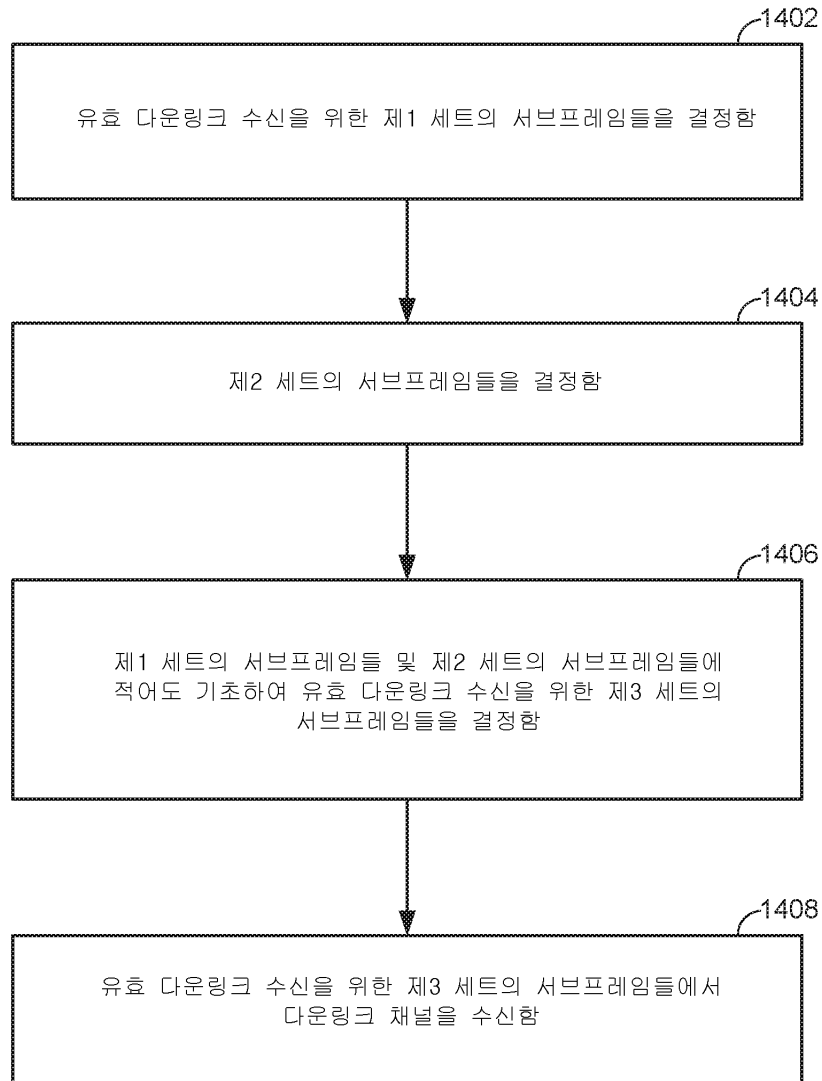 1402
유효 다운링크 수신을 위한 제1 세트의 서브프레임들을 결정함
1404
제2 세트의 서브프레임들을 결정함
1406
제1 세트의 서브프레임들 및 제2 세트의 서브프레임들에
적어도 기초하여 유효 다운링크 수신을 위한 제3 세트의
서브프레임들을 결정함
1408
유효 다운링크 수신을 위한 제3 세트의 서브프레임들에서
다운링크 채널을 수신함